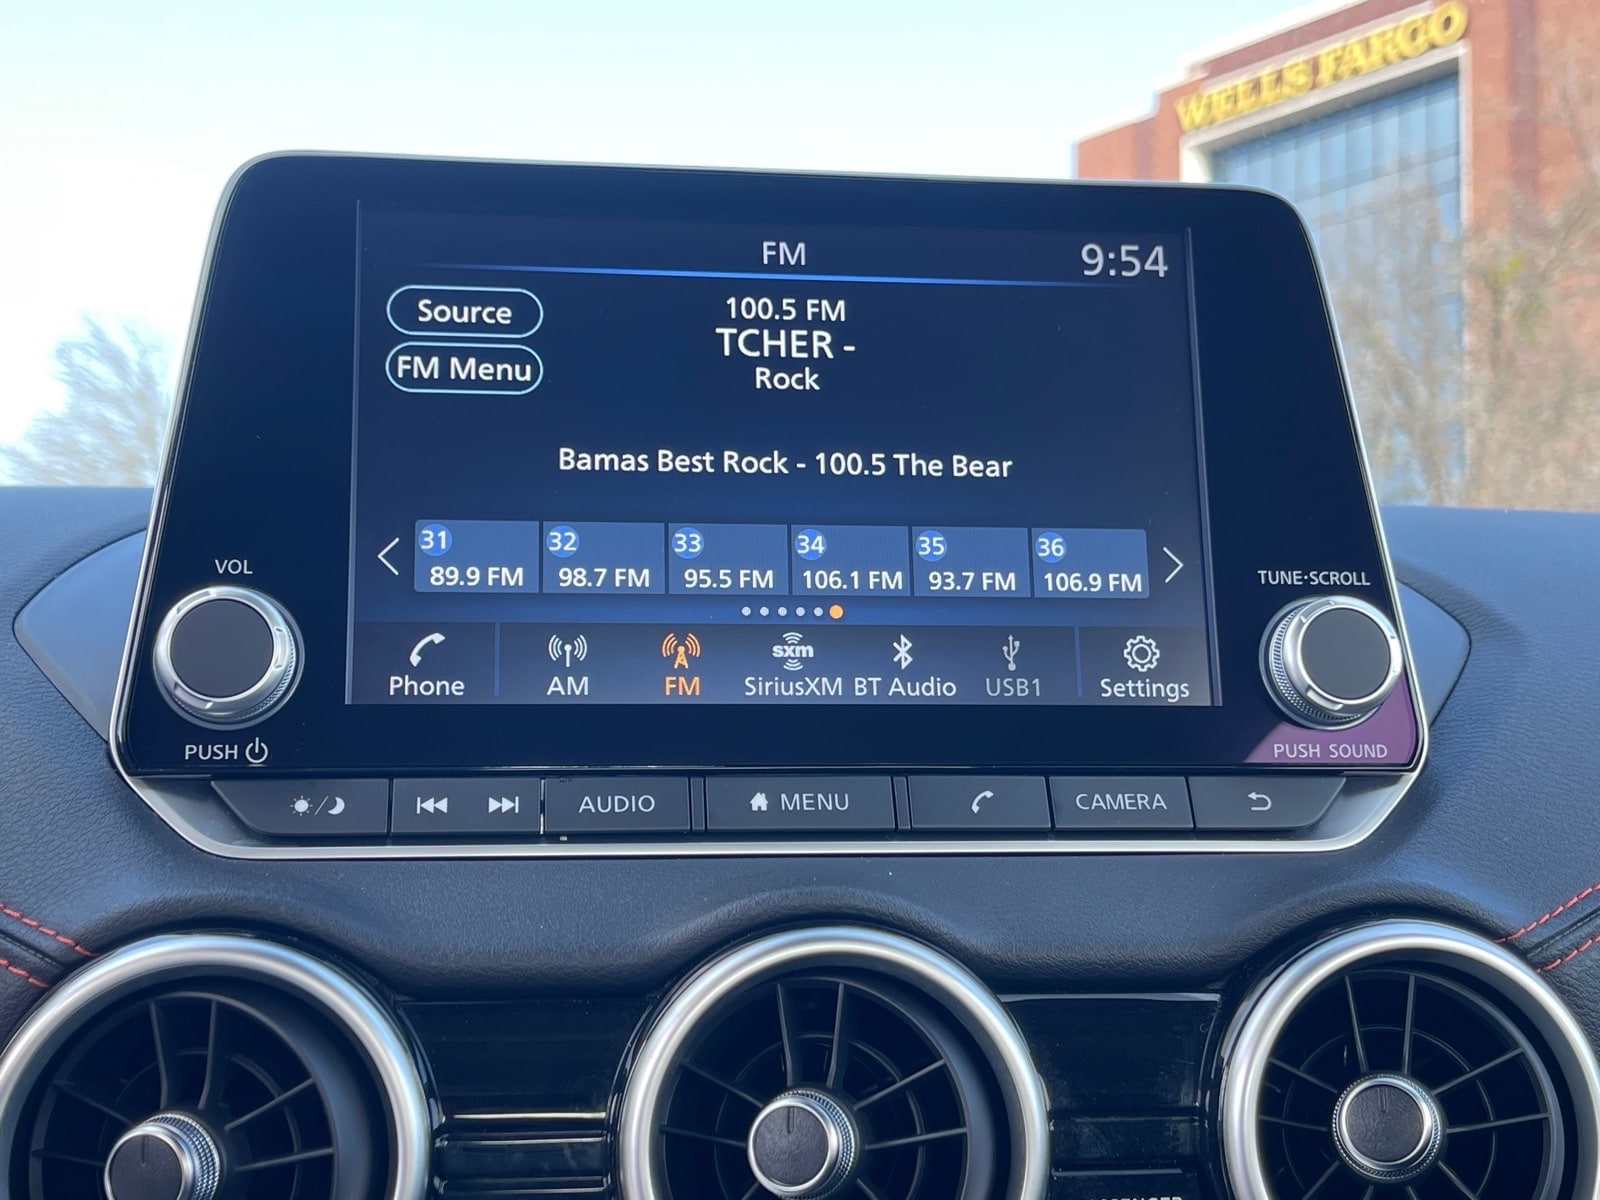 WELLS FARGO
FM
9:54
Source
100.5 FM
TCHER -
FM Menu
Rock
Bamas Best Rock - 100.5 The Bear
31 32 33 34 35 36
89.9 FM 98.7 FM 95.5 FM 106.1 FM 93.7 FM 106.9 FM
VOL
TUNE·SCROLL
sxm
Phone AM FM SiriusXM BT Audio USB1 Settings
PUSH
PUSH SOUND
AUDIO MENU CAMERA